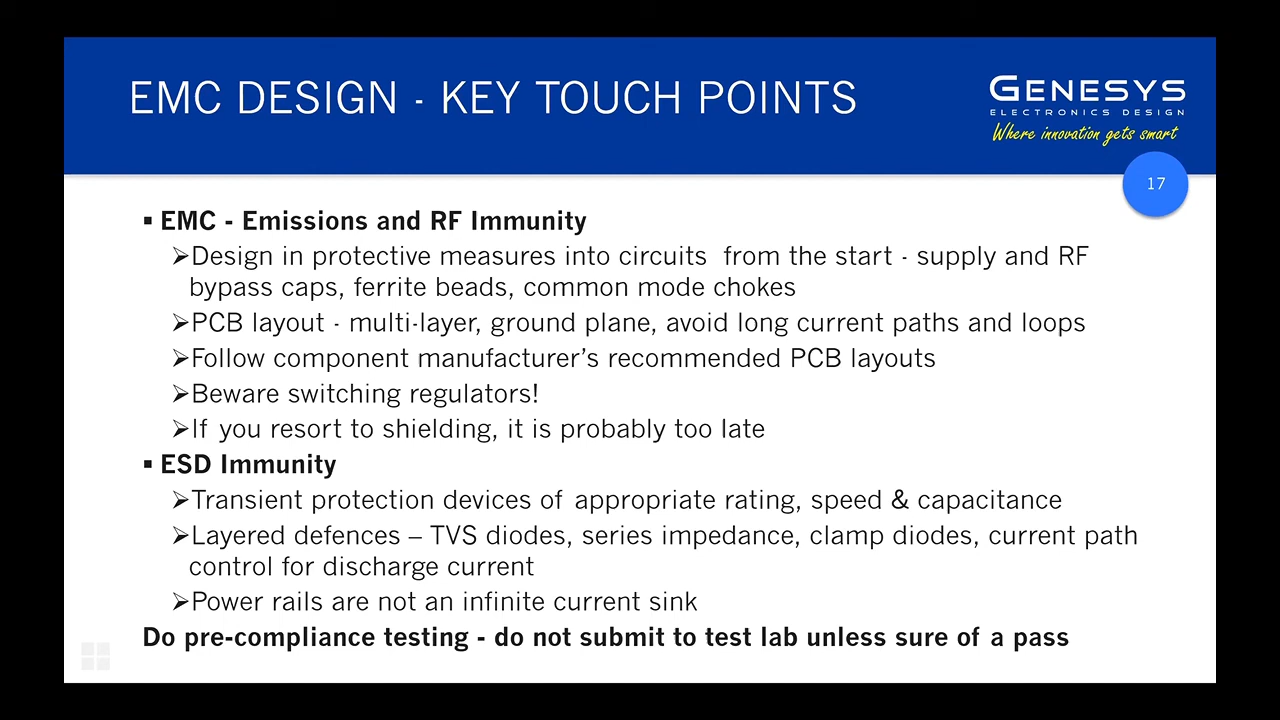 EMC DESIGN - KEY TOUCH POINTS
GENESYS
ELECTRONICS DESIGN
Where innovation gets smart
17
▪ EMC - Emissions and RF Immunity
➢Design in protective measures into circuits from the start - supply and RF
bypass caps, ferrite beads, common mode chokes
➢PCB layout - multi-layer, ground plane, avoid long current paths and loops
➢Follow component manufacturer’s recommended PCB layouts
➢Beware switching regulators!
➢If you resort to shielding, it is probably too late
▪ ESD Immunity
➢Transient protection devices of appropriate rating, speed & capacitance
➢Layered defences – TVS diodes, series impedance, clamp diodes, current path
control for discharge current
➢Power rails are not an infinite current sink
Do pre-compliance testing - do not submit to test lab unless sure of a pass